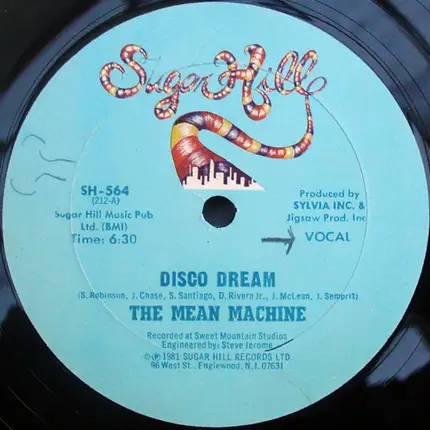 Sugar Hill
SH-564
(212-A)
Sugar Hill Music Pub
Ltd. (BMI)
Time: 6:30
Produced by
SYLVIA INC. &
Jigsaw Prod. Inc
VOCAL
DISCO DREAM
(S. Robinson, J. Chase, S. Santiago, D. Rivera Jr., J. McLean, J. Semprit)
THE MEAN MACHINE
Recorded at Sweet Mountain Studios
Engineered by: Steve Jerome
©℗ 1981 SUGAR HILL RECORDS LTD.
96 West St., Englewood, N.J. 07631